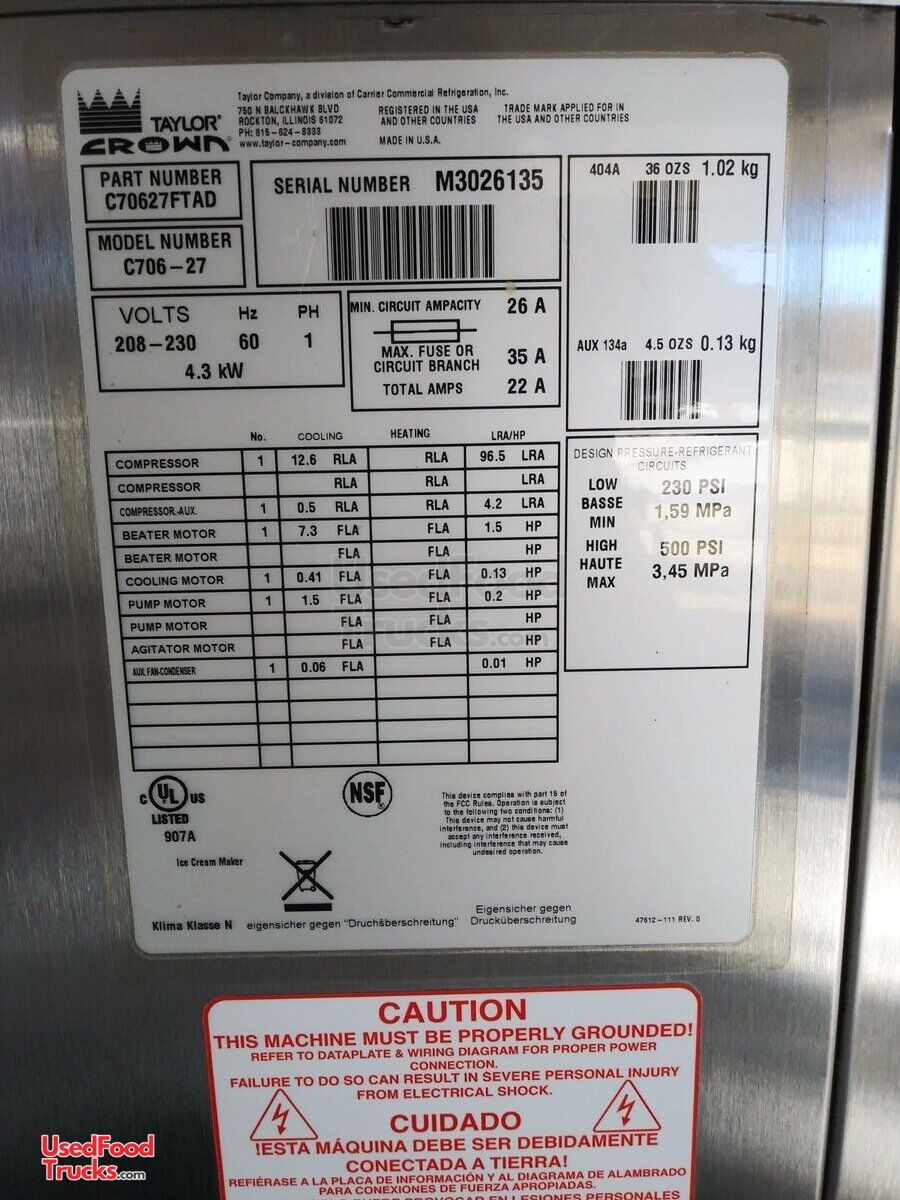 TAYLOR®
CROWN®
Taylor Company, a division of Carrier Commercial Refrigeration, Inc.
750 N BALCKHAWK BLVD
ROCKTON, ILLINOIS 61072
PH: 815-624-8333
www.taylor-company.com
REGISTERED IN THE USA
AND OTHER COUNTRIES
MADE IN U.S.A.
TRADE MARK APPLIED FOR IN
THE USA AND OTHER COUNTRIES
PART NUMBER
C70627FTAD
SERIAL NUMBER M3026135
404A 36 OZS 1.02 kg
MODEL NUMBER
C706-27
VOLTS Hz PH
208-230 60 1
4.3 kW
MIN. CIRCUIT AMPACITY 26 A
MAX. FUSE OR
CIRCUIT BRANCH 35 A
TOTAL AMPS 22 A
AUX 134a 4.5 OZS 0.13 kg
No. COOLING HEATING LRA/HP
COMPRESSOR 1 12.6 RLA RLA 96.5 LRA
COMPRESSOR RLA RLA LRA
COMPRESSOR.-AUX. 1 0.5 RLA RLA 4.2 LRA
BEATER MOTOR 1 7.3 FLA FLA 1.5 HP
BEATER MOTOR FLA FLA HP
COOLING MOTOR 1 0.41 FLA FLA 0.13 HP
PUMP MOTOR 1 1.5 FLA FLA 0.2 HP
PUMP MOTOR FLA FLA HP
AGITATOR MOTOR FLA FLA HP
AUX. FAN-CONDENSER 1 0.06 FLA 0.01 HP
DESIGN PRESSURE-REFRIGERANT
CIRCUITS
LOW 230 PSI
BASSE 1,59 MPa
MIN
HIGH 500 PSI
HAUTE 3,45 MPa
MAX
UsedFood
Trucks.com
C UL US
LISTED
907A
Ice Cream Maker
NSF®
This device complies with part 15 of
the FCC Rules. Operation is subject
to the following two conditions: (1)
This device may not cause harmful
interference, and (2) this device must
accept any interference received,
including interference that may cause
undesired operation.
Klima Klasse N
eigensicher gegen "Druchšberschreitung"
Eigensicher gegen
Drucküberschreitung
47612-111 REV. 0
CAUTION
THIS MACHINE MUST BE PROPERLY GROUNDED!
REFER TO DATAPLATE & WIRING DIAGRAM FOR PROPER POWER
CONNECTION.
FAILURE TO DO SO CAN RESULT IN SEVERE PERSONAL INJURY
FROM ELECTRICAL SHOCK.
CUIDADO
!ESTA MÁQUINA DEBE SER DEBIDAMENTE
CONECTADA A TIERRA!
REFIÉRASE A LA PLACA DE INFORMACIÓN Y AL DIAGRAMA DE ALAMBRADO
PARA CONEXIONES DE FUERZA APROPIADAS.
PUEDE PROVOCAR EN LESIONES PERSONALES
UsedFood
Trucks.com